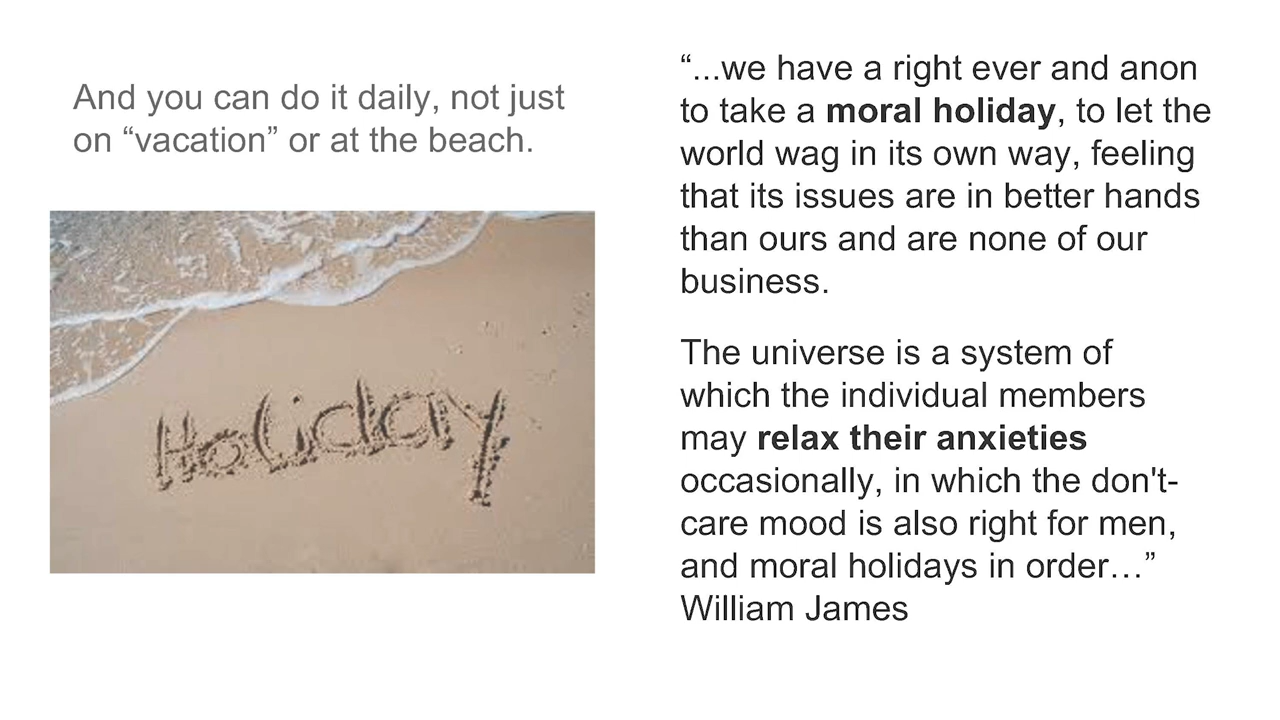 And you can do it daily, not just
on “vacation” or at the beach.
Holiday
“...we have a right ever and anon
to take a moral holiday, to let the
world wag in its own way, feeling
that its issues are in better hands
than ours and are none of our
business.
The universe is a system of
which the individual members
may relax their anxieties
occasionally, in which the don't-
care mood is also right for men,
and moral holidays in order…”
William James